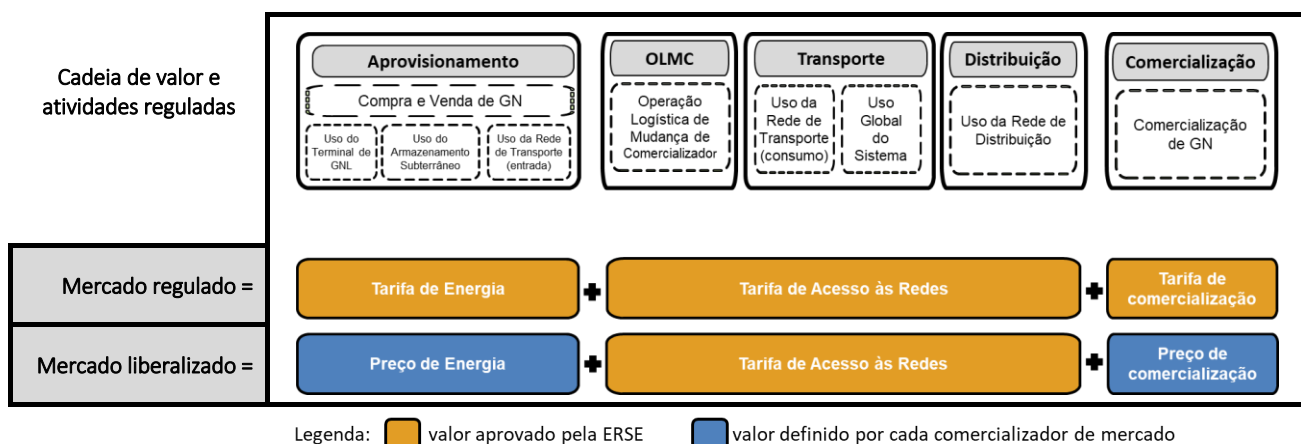 Cadeia de valor e
atividades reguladas
Aprovisionamento
Compra e Venda de GN
Uso do
Terminal de
GNL
Uso do
Armazenamento
Subterrâneo
Uso da Rede
de Transporte
(entrada)
OLMC
Operação
Logística de
Mudança de
Comercializador
Transporte
Uso da
Rede de
Transporte
(consumo)
Uso
Global
do
Sistema
Distribuição
Uso da Rede de
Distribuição
Comercialização
Comercialização
de GN
Mercado regulado =
Tarifa de Energia
+
Tarifa de Acesso às Redes
+
Tarifa de
comercialização
Mercado liberalizado =
Preço de Energia
+
Tarifa de Acesso às Redes
+
Preço de
comercialização
Legenda:
valor aprovado pela ERSE
valor definido por cada comercializador de mercado